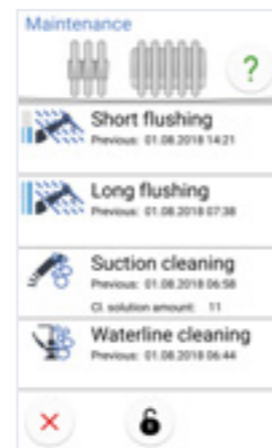 Maintenance
?
Short flushing
Previous: 01.08.2018 14:21
Long flushing
Previous: 01.08.2018 07:38
Suction cleaning
Previous: 01.08.2018 06:58
Cl. solution amount: 11
Waterline cleaning
Previous: 01.08.2018 06:44